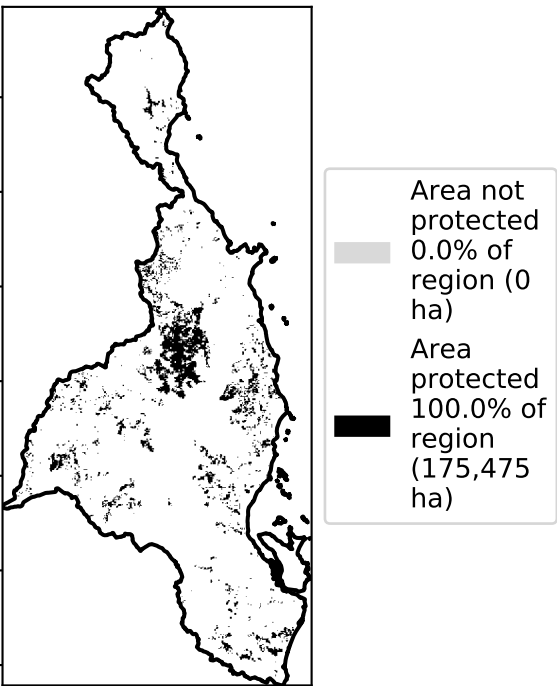 Area not
protected
0.0% of
region (0
ha)
Area
protected
100.0% of
region
(175,475
ha)